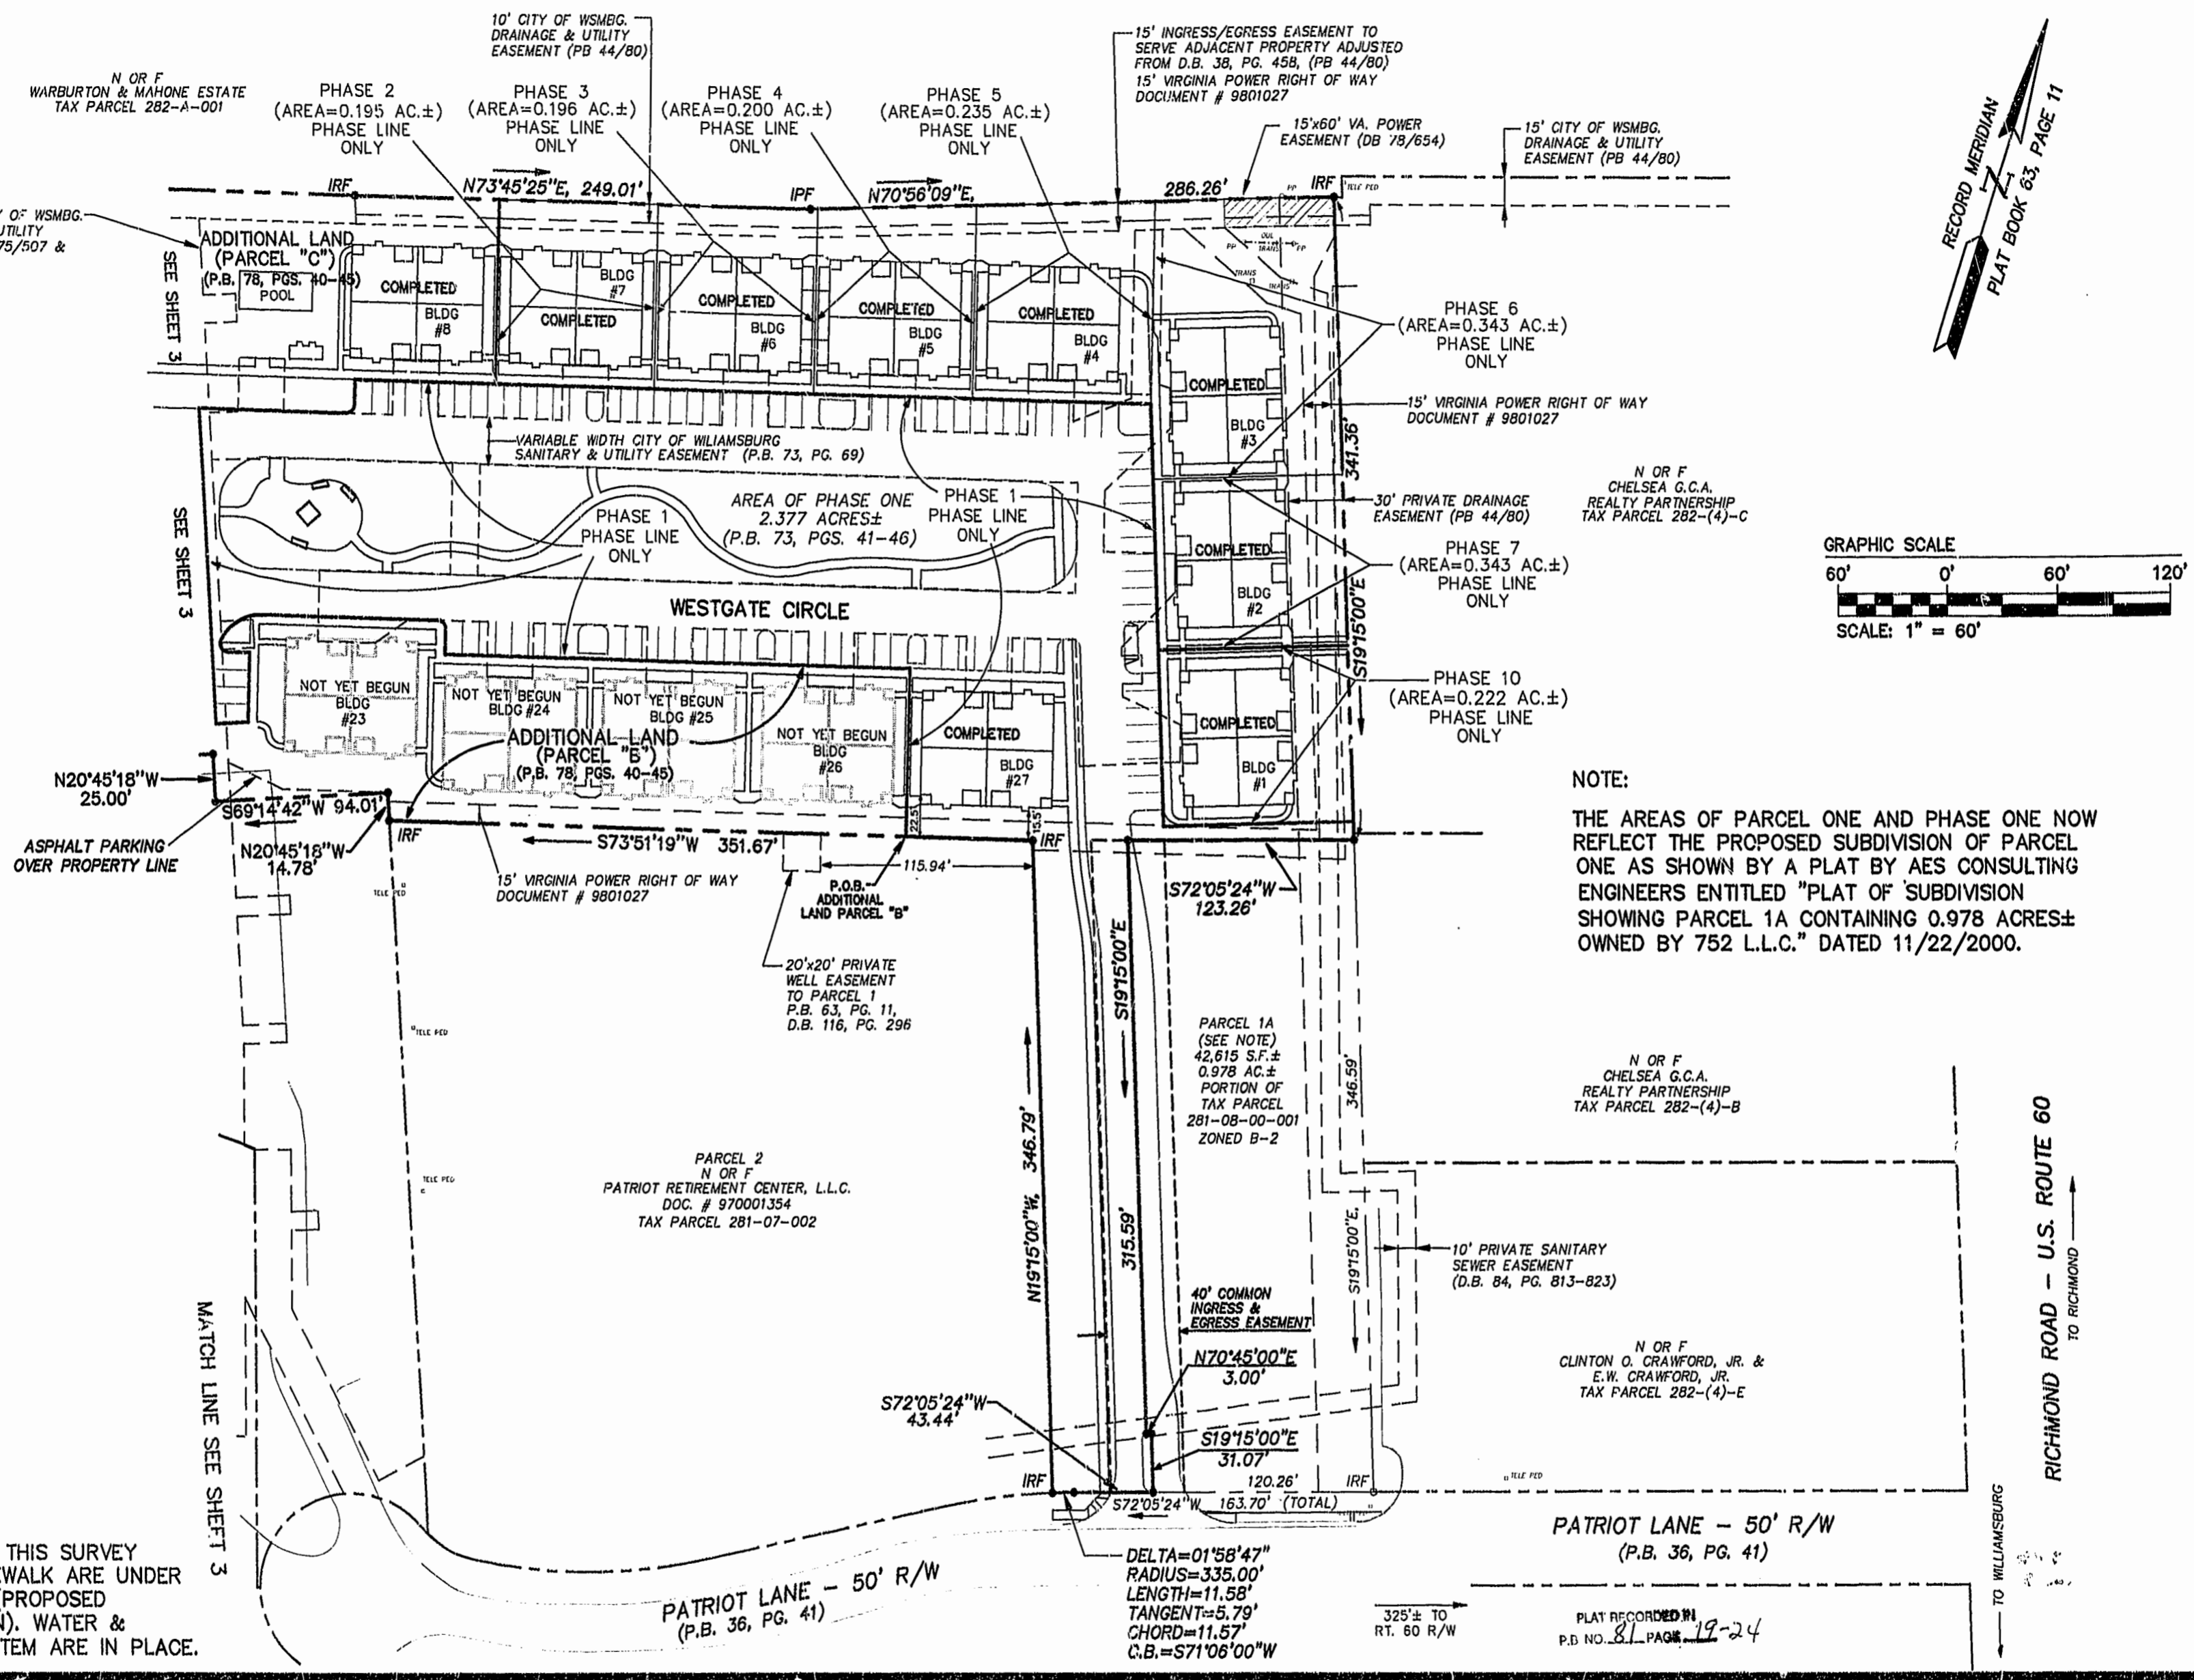 10' CITY OF WSMBG.
DRAINAGE & UTILITY
EASEMENT (PB 44/80)
15' INGRESS/EGRESS EASEMENT TO
SERVE ADJACENT PROPERTY ADJUSTED
FROM D.B. 38, PG. 458, (PB 44/80)
15' VIRGINIA POWER RIGHT OF WAY
DOCUMENT # 9801027
N OR F
WARBURTON & MAHONE ESTATE
TAX PARCEL 282-A-001
PHASE 2
(AREA=0.195 AC.±)
PHASE LINE
ONLY
PHASE 3
(AREA=0.196 AC.±)
PHASE LINE
ONLY
PHASE 4
(AREA=0.200 AC.±)
PHASE LINE
ONLY
PHASE 5
(AREA=0.235 AC.±)
PHASE LINE
ONLY
15'x60' VA. POWER
EASEMENT (DB 78/654)
15' CITY OF WSMBG.
DRAINAGE & UTILITY
EASEMENT (PB 44/80)
RECORD MERIDIAN
PLAT BOOK 63, PAGE 11
IRF
N73°45'25"E, 249.01'
IPF
N70°56'09"E,
286.26'
PP
IRF
TELE PED
OF WSMBG.
UTILITY
75/507 &
ADDITIONAL LAND
(PARCEL "C")
(P.B. 78, PGS. 40-45)
POOL
SEE SHEET 3
COMPLETED
BLDG
#8
BLDG
#7
COMPLETED
COMPLETED
BLDG
#6
COMPLETED
BLDG
#5
COMPLETED
BLDG
#4
PP
TRANS
PP
TRANS
TRANS
PHASE 6
(AREA=0.343 AC.±)
PHASE LINE
ONLY
COMPLETED
BLDG
#3
15' VIRGINIA POWER RIGHT OF WAY
DOCUMENT # 9801027
341.36'
VARIABLE WIDTH CITY OF WILIAMSBURG
SANITARY & UTILITY EASEMENT (P.B. 73, PG. 69)
AREA OF PHASE ONE
2.377 ACRES±
(P.B. 73, PGS. 41-46)
PHASE 1
PHASE LINE
ONLY
PHASE 1
PHASE LINE
ONLY
30' PRIVATE DRAINAGE
EASEMENT (PB 44/80)
N OR F
CHELSEA G.C.A.
REALTY PARTNERSHIP
TAX PARCEL 282-(4)-C
SEE SHEET 3
COMPLETED
BLDG
#2
PHASE 7
(AREA=0.343 AC.±)
PHASE LINE
ONLY
GRAPHIC SCALE
60' 0' 60' 120'
SCALE: 1" = 60'
WESTGATE CIRCLE
S19°15'00"E
NOT YET BEGUN
BLDG
#23
NOT YET BEGUN
BLDG #24
NOT YET BEGUN
BLDG #25
NOT YET BEGUN
BLDG
#26
COMPLETED
BLDG
#27
ADDITIONAL LAND
(PARCEL "B")
(P.B. 78, PGS. 40-45)
COMPLETED
BLDG
#1
PHASE 10
(AREA=0.222 AC.±)
PHASE LINE
ONLY
N20°45'18"W
25.00'
S69°14'42"W 94.01'
ASPHALT PARKING
OVER PROPERTY LINE
N20°45'18"W
14.78'
IRF
S73°51'19"W 351.67'
22.5'
15.5'
IRF
115.94'
15' VIRGINIA POWER RIGHT OF WAY
DOCUMENT # 9801027
TELE PED
P.O.B.
ADDITIONAL
LAND PARCEL "B"
S72°05'24"W
123.26'
NOTE:
THE AREAS OF PARCEL ONE AND PHASE ONE NOW
REFLECT THE PROPOSED SUBDIVISION OF PARCEL
ONE AS SHOWN BY A PLAT BY AES CONSULTING
ENGINEERS ENTITLED "PLAT OF SUBDIVISION
SHOWING PARCEL 1A CONTAINING 0.978 ACRES±
OWNED BY 752 L.L.C." DATED 11/22/2000.
20'x20' PRIVATE
WELL EASEMENT
TO PARCEL 1
P.B. 63, PG. 11,
D.B. 116, PG. 296
S19°15'00"E
315.59'
N19°15'00"W, 346.79'
TELE PED
PARCEL 1A
(SEE NOTE)
42,615 S.F.±
0.978 AC.±
PORTION OF
TAX PARCEL
281-08-00-001
ZONED B-2
346.59'
S19°15'00"E,
N OR F
CHELSEA G.C.A.
REALTY PARTNERSHIP
TAX PARCEL 282-(4)-B
PARCEL 2
N OR F
PATRIOT RETIREMENT CENTER, L.L.C.
DOC. # 970001354
TAX PARCEL 281-07-002
TELE PED
10' PRIVATE SANITARY
SEWER EASEMENT
(D.B. 84, PG. 813-823)
40' COMMON
INGRESS &
EGRESS EASEMENT
N70°45'00"E
3.00'
N OR F
CLINTON O. CRAWFORD, JR. &
E.W. CRAWFORD, JR.
TAX PARCEL 282-(4)-E
RICHMOND ROAD - U.S. ROUTE 60
TO RICHMOND
TO WILLIAMSBURG
MATCH LINE SEE SHEET 3
S72°05'24"W
43.44'
S19°15'00"E
31.07'
IRF
120.26'
IRF
TELE PED
S72°05'24"W 163.70' (TOTAL)
THIS SURVEY
EWALK ARE UNDER
PROPOSED
N). WATER &
TEM ARE IN PLACE.
PATRIOT LANE - 50' R/W
(P.B. 36, PG. 41)
DELTA=01°58'47"
RADIUS=335.00'
LENGTH=11.58'
TANGENT=5.79'
CHORD=11.57'
C.B.=S71°06'00"W
PATRIOT LANE - 50' R/W
(P.B. 36, PG. 41)
325'± TO
RT. 60 R/W
PLAT RECORDED IN
P.B NO. 81 PAGE 19-24